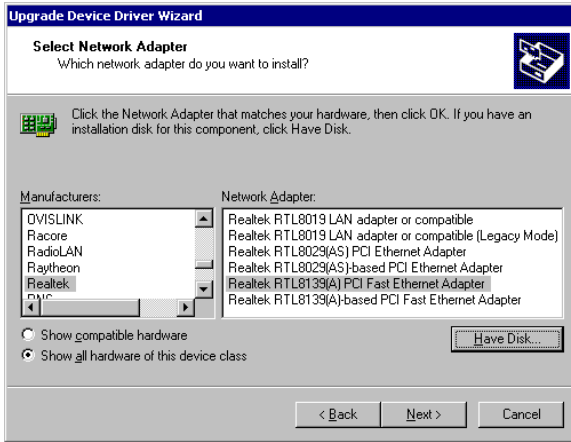 Upgrade Device Driver Wizard
Select Network Adapter
Which network adapter do you want to install?
Click the Network Adapter that matches your hardware, then click OK. If you have an
installation disk for this component, click Have Disk.
Manufacturers:
OVISLINK
Racore
RadioLAN
Raytheon
Realtek
Network Adapter:
Realtek RTL8019 LAN adapter or compatible
Realtek RTL8019 LAN adapter or compatible (Legacy Mode)
Realtek RTL8029(AS) PCI Ethernet Adapter
Realtek RTL8029(AS)-based PCI Ethernet Adapter
Realtek RTL8139(A) PCI Fast Ethernet Adapter
Realtek RTL8139(A)-based PCI Fast Ethernet Adapter
Show compatible hardware
Show all hardware of this device class
Have Disk...
< Back
Next >
Cancel